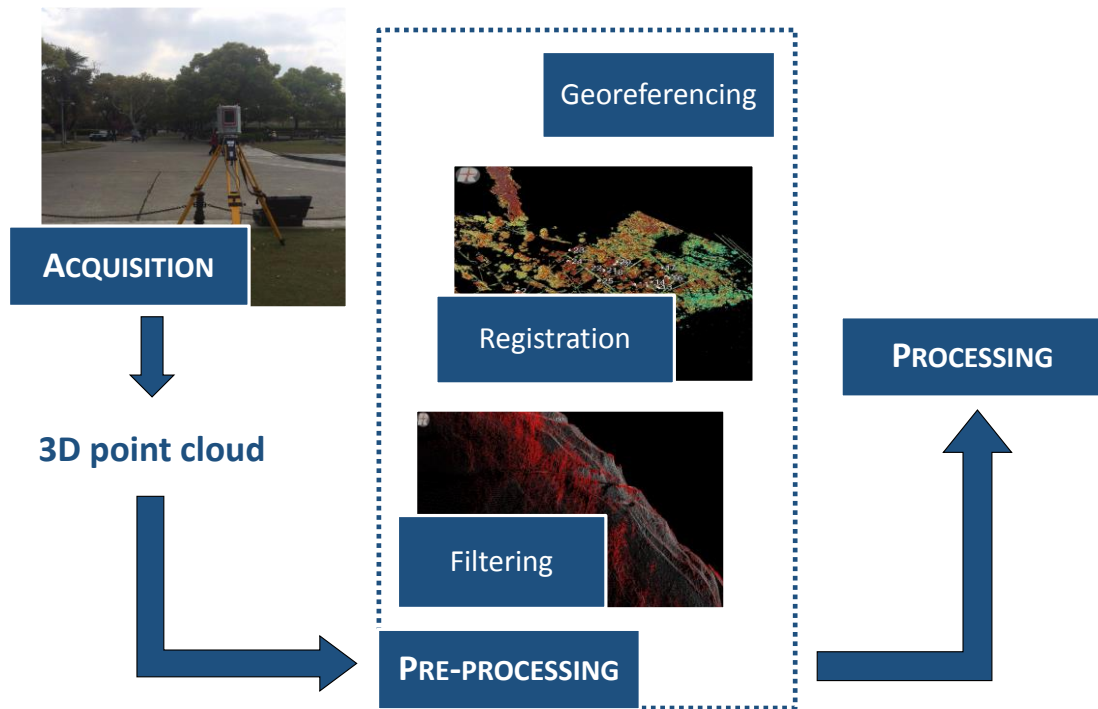 ACQUISITION
3D point cloud
Georeferencing
Registration
Filtering
PRE-PROCESSING
PROCESSING